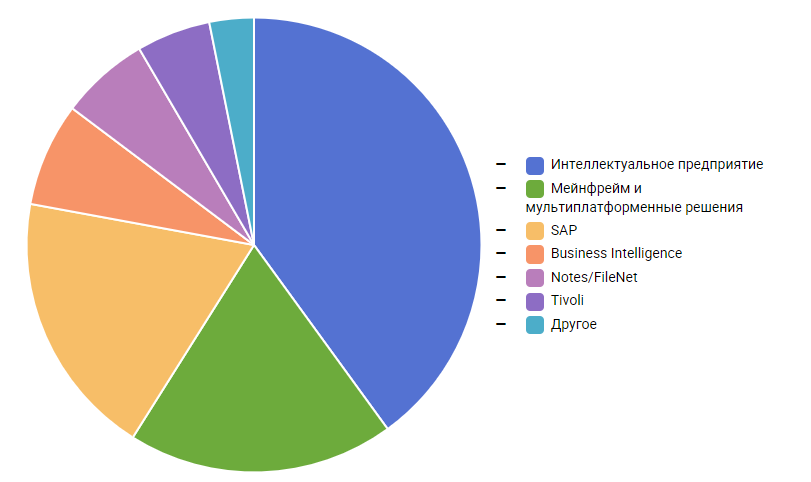 Интеллектуальное предприятие
Мейнфрейм и
мультиплатформенные решения
SAP
Business Intelligence
Notes/FileNet
Tivoli
Другое